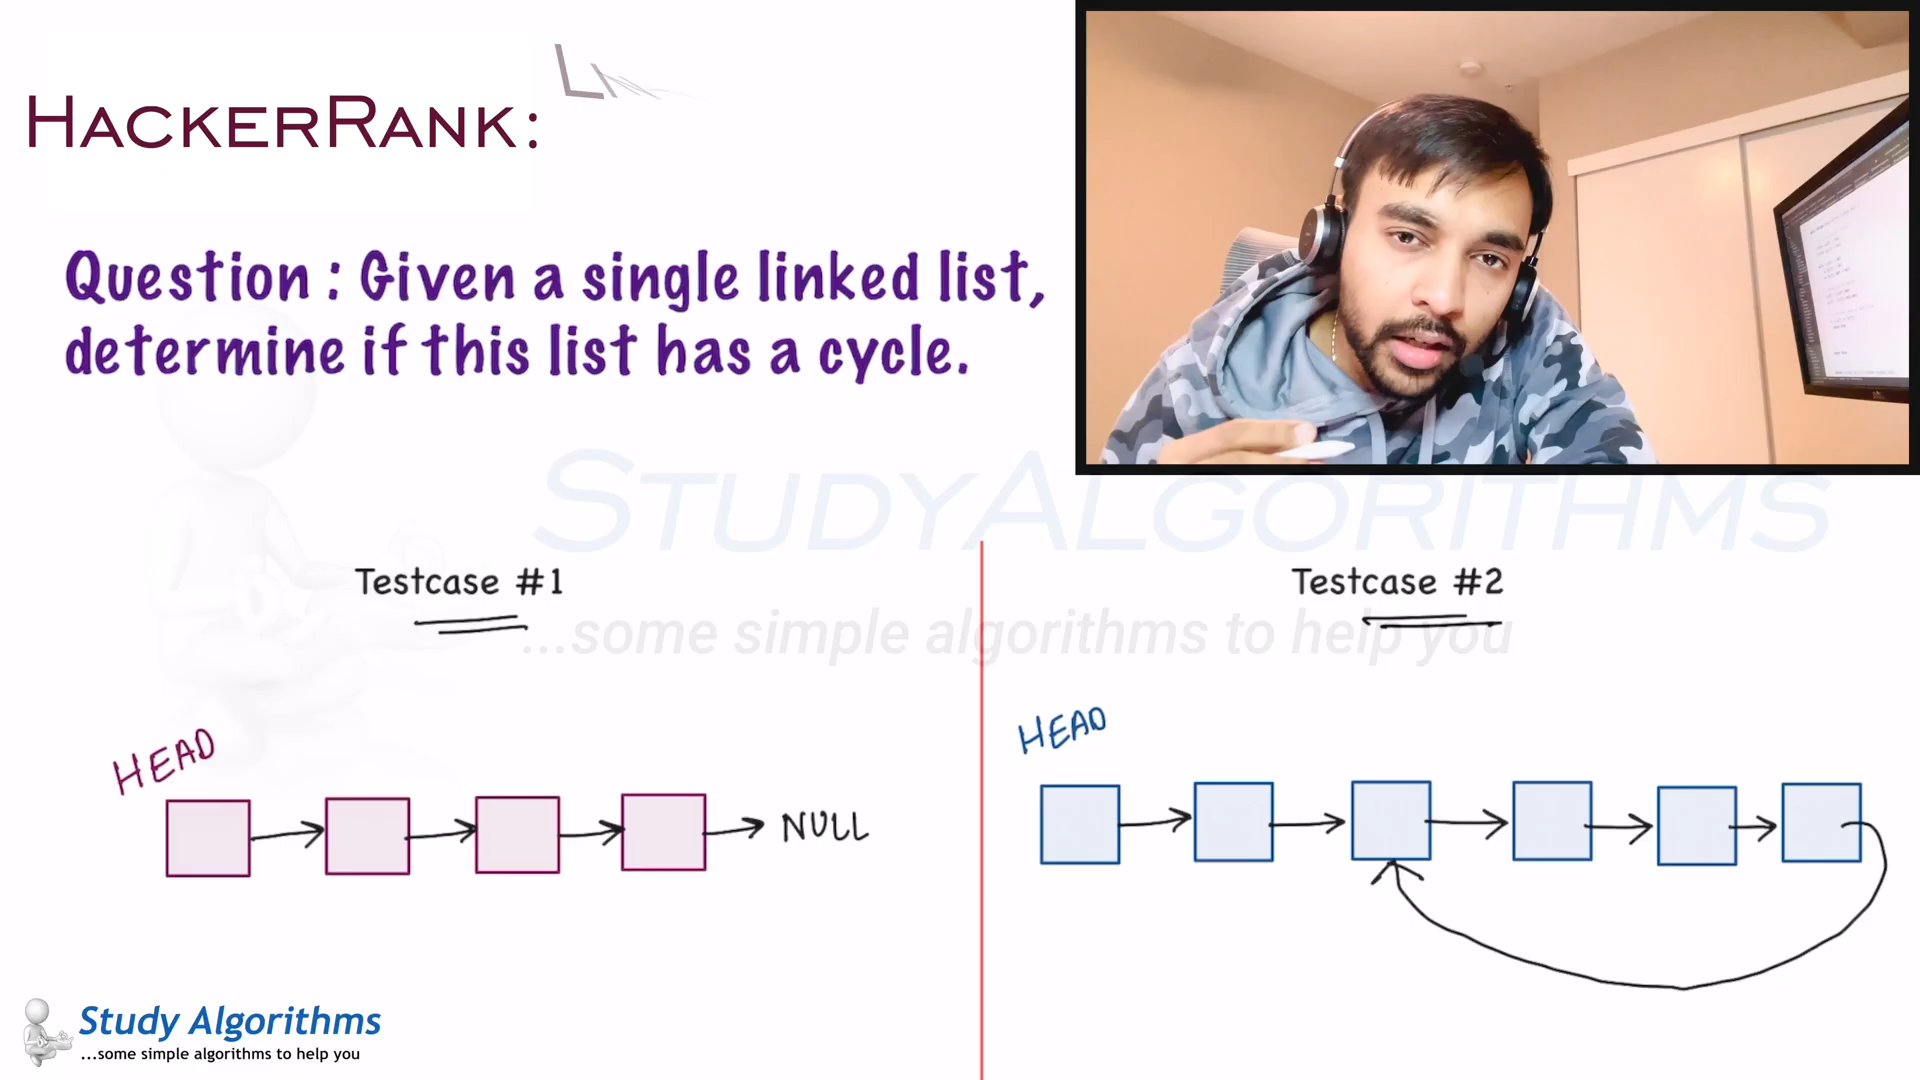 HACKERRANK:
Question : Given a single linked list,
determine if this list has a cycle.
STUDYALGORITHMS
...some simple algorithms to help you
Testcase #1
Testcase #2
HEAD
NULL
HEAD
Study Algorithms
...some simple algorithms to help you